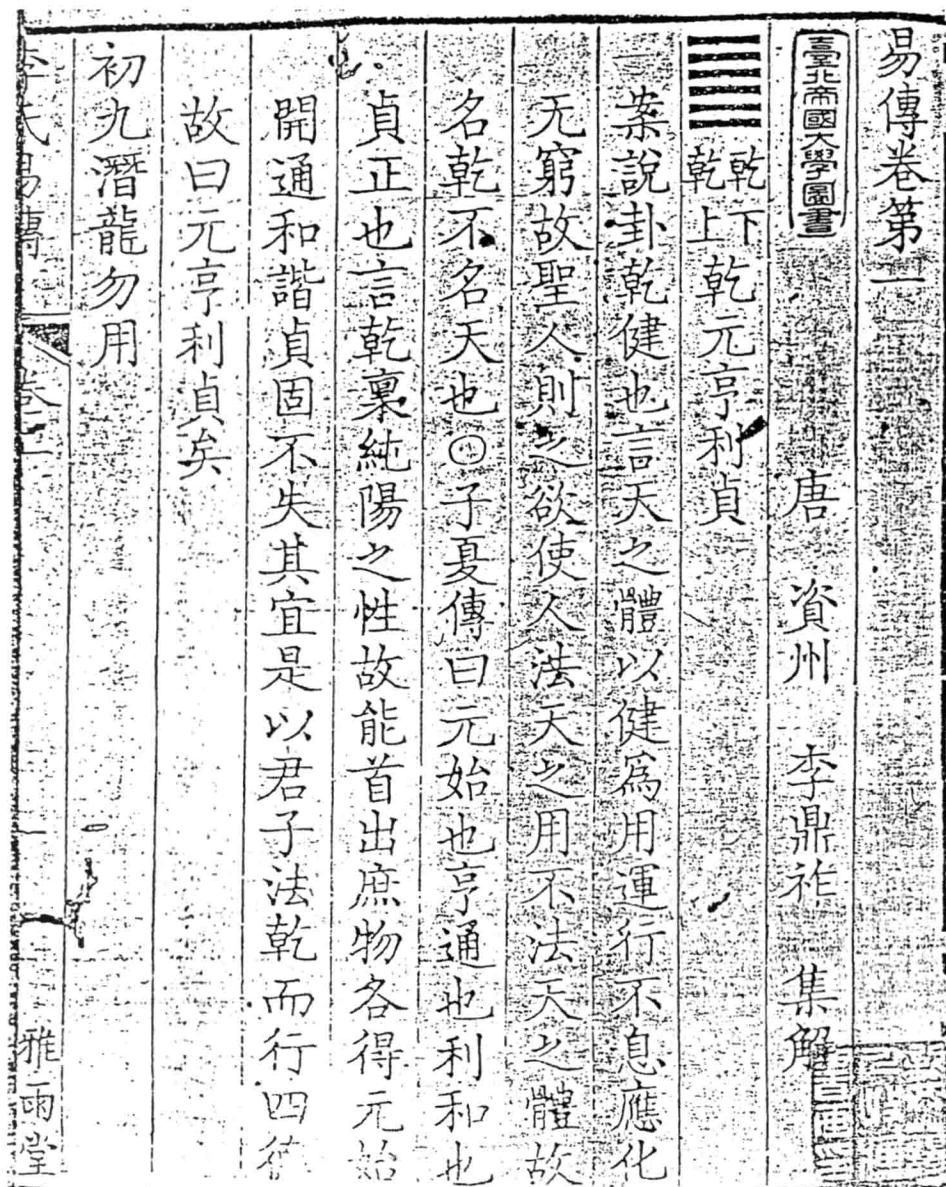 易傳卷第一
臺北帝國大學圖書
唐 資州 李鼎祚 集解
乾下乾上 乾元亨利貞
案說卦乾健也言天之體以健爲用運行不息應化
无窮故聖人則之欲使人法天之用不法天之體故
名乾不名天也○子夏傳曰元始也亨通也利和也
貞正也言乾稟純陽之性故能首出庶物各得元始
開通和諧貞固不失其宜是以君子法乾而行四德
故曰元亨利貞矣
初九潛龍勿用
李氏易傳 卷一 一 雅雨堂